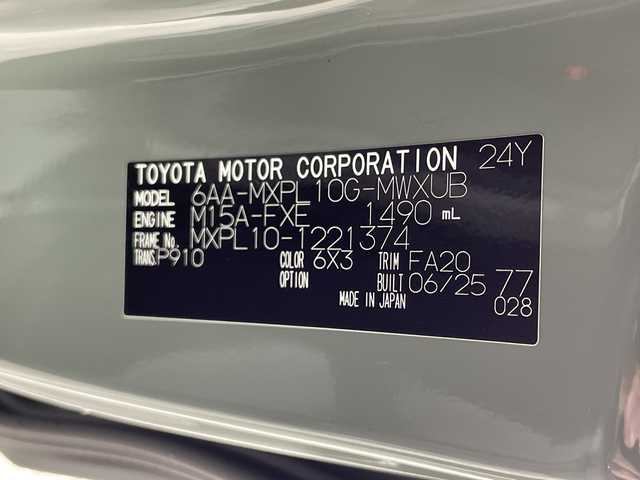 TOYOTA MOTOR CORPORATION 24Y
MODEL 6AA-MXPL10G-MWXUB
ENGINE M15A-FXE 1490 mL
FRAME No. MXPL10-1221374
TRANS. P910 COLOR 6X3 TRIM FA20
OPTION BUILT 06/25 77
MADE IN JAPAN 028